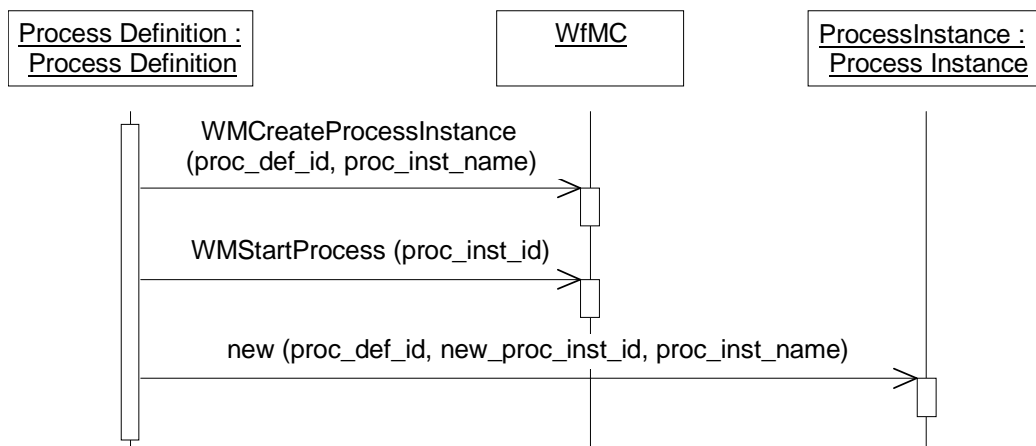 Process Definition :
Process Definition
WfMC
ProcessInstance :
Process Instance
WMCreateProcessInstance
(proc_def_id, proc_inst_name)
WMStartProcess (proc_inst_id)
new (proc_def_id, new_proc_inst_id, proc_inst_name)